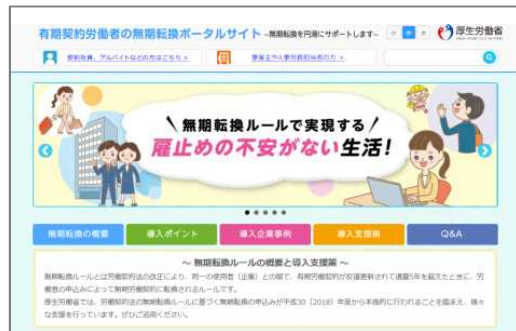 有期契約労働者の無期転換ポータルサイト ~無期転換を円滑にサポートします~
厚生労働省
契約社員、アルバイトなどの方はこちら >
事業主や人事労務担当者の方 >
無期転換ルールで実現する
雇止めの不安がない生活!
無期転換の概要
導入ポイント
導入企業事例
導入支援策
Q&A
~ 無期転換ルールの概要と導入支援策 ~
無期転換ルールとは労働契約法の改正により、同一の使用者（企業）との間で、有期労働契約が反復更新されて通算5年を超えたときに、労
働者の申込みによって無期労働契約に転換されるルールです。
厚生労働省では、労働契約法の無期転換ルールに基づく無期転換の申込みが平成30（2018）年度から本格的に行われることを踏まえ、様々
な支援を行っています。ぜひご活用ください。